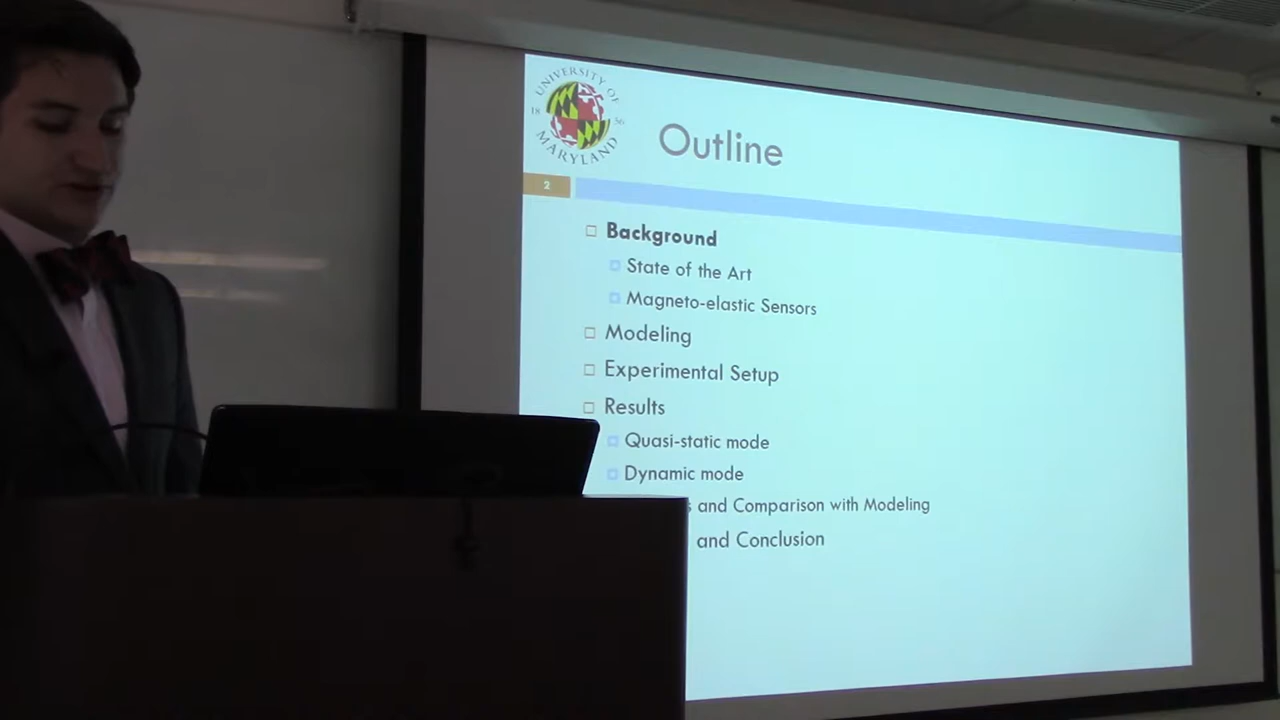 UNIVERSITY OF
18 56
MARYLAND
Outline
2
Background
State of the Art
Magneto-elastic Sensors
Modeling
Experimental Setup
Results
Quasi-static mode
Dynamic mode
and Comparison with Modeling
and Conclusion